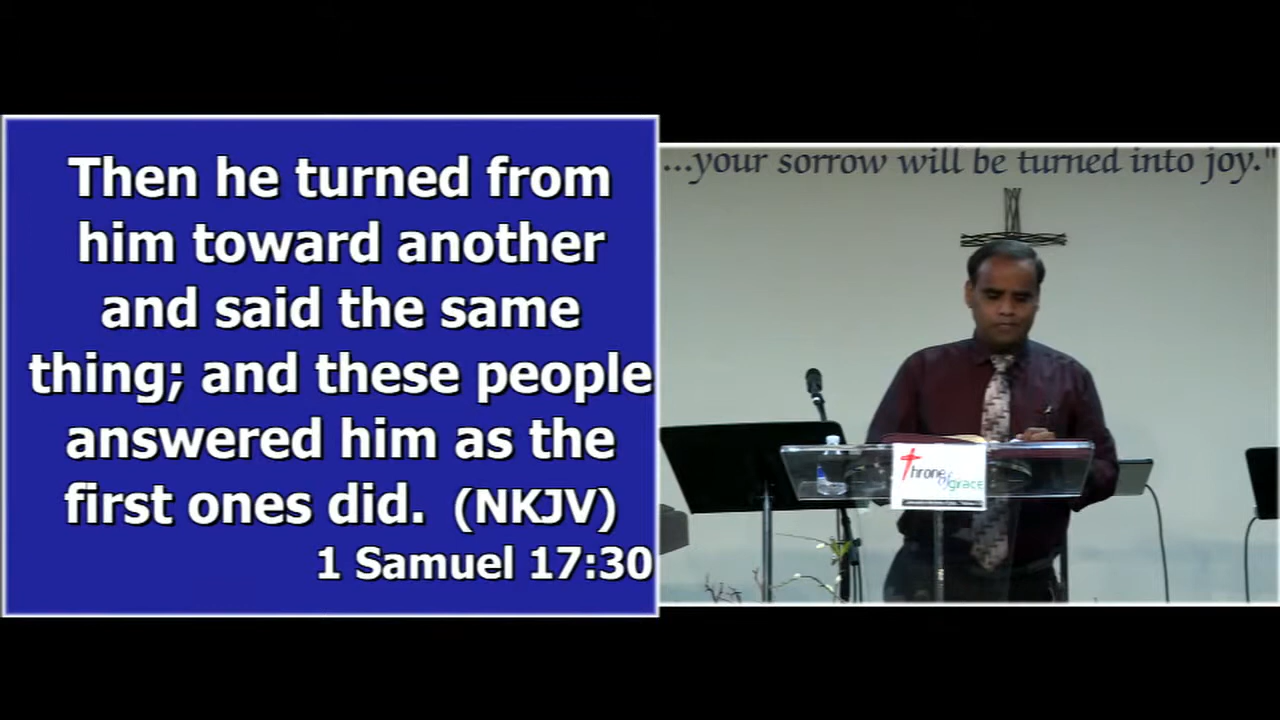 Then he turned from
him toward another
and said the same
thing; and these people
answered him as the
first ones did. (NKJV)
1 Samuel 17:30
...your sorrow will be turned into joy."
Throne
of grace